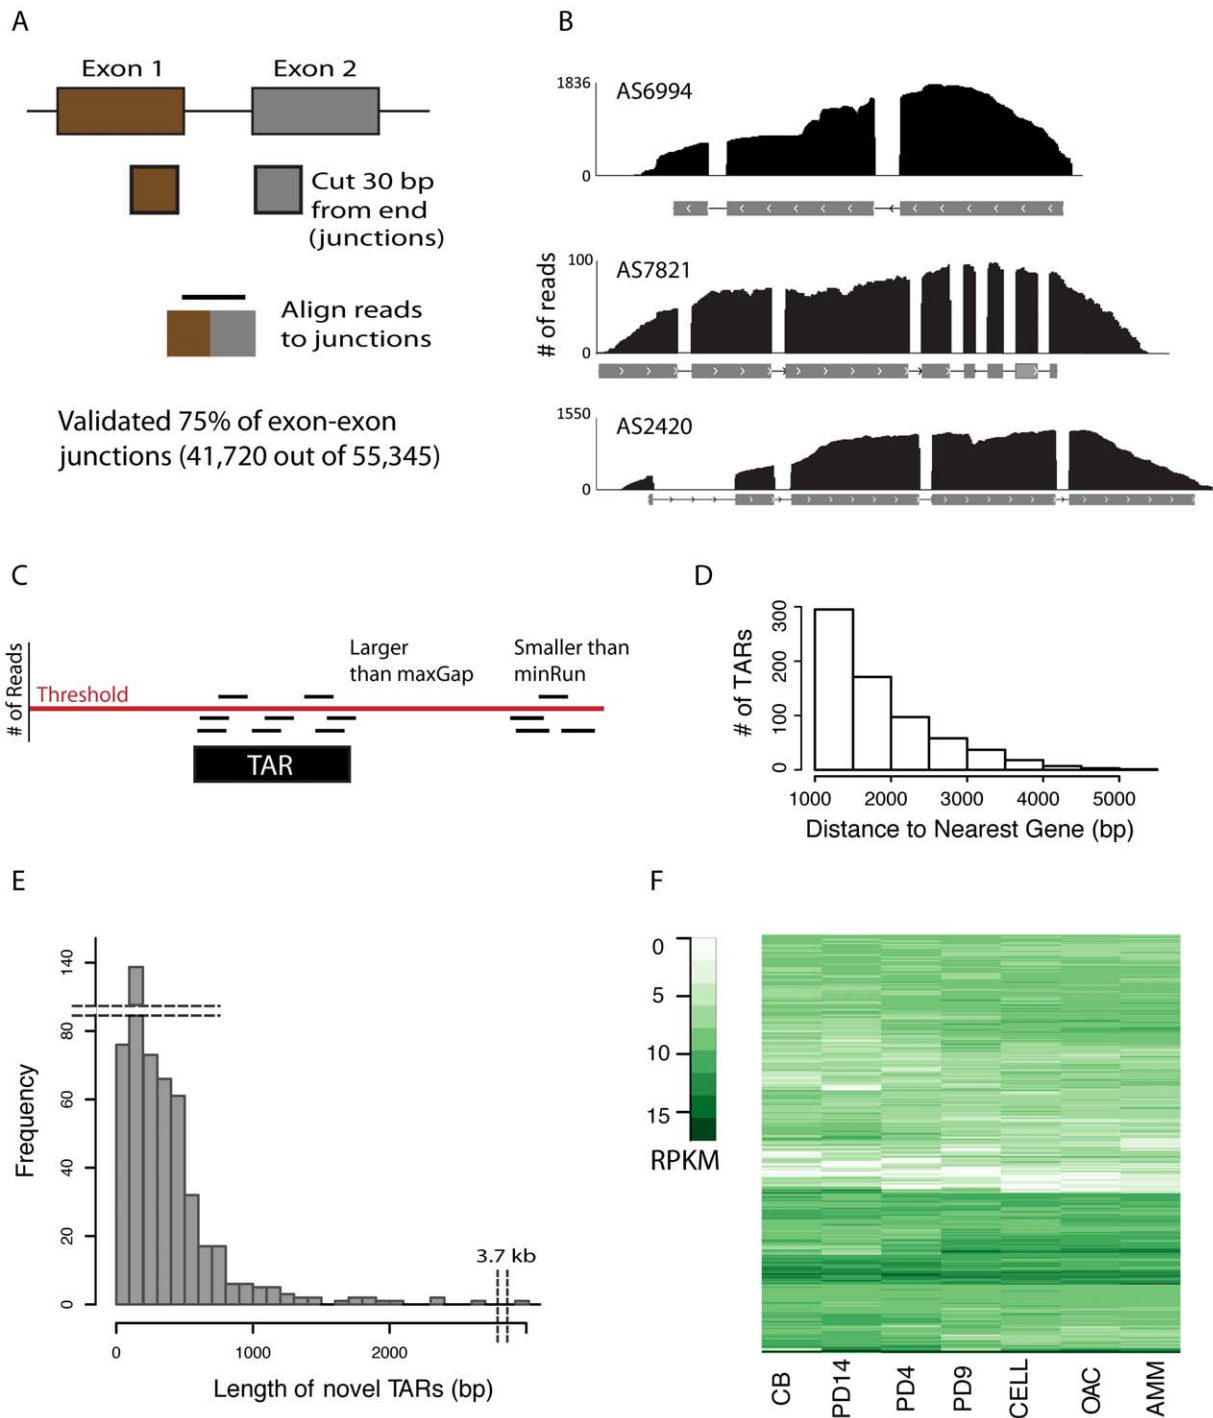 A
Exon 1
Exon 2
Cut 30 bp
from end
(junctions)
Align reads
to junctions
Validated 75% of exon-exon
junctions (41,720 out of 55,345)
B
# of reads
1836
AS6994
0
100
AS7821
0
1550
AS2420
0
C
# of Reads
Threshold
Larger
than maxGap
Smaller than
minRun
TAR
D
# of TARs
300
200
100
0
1000
2000
3000
4000
5000
Distance to Nearest Gene (bp)
E
Frequency
140
80
60
40
20
0
3.7 kb
0
1000
2000
Length of novel TARs (bp)
F
0
5
10
15
RPKM
CB
PD14
PD4
PD9
CELL
OAC
AMM